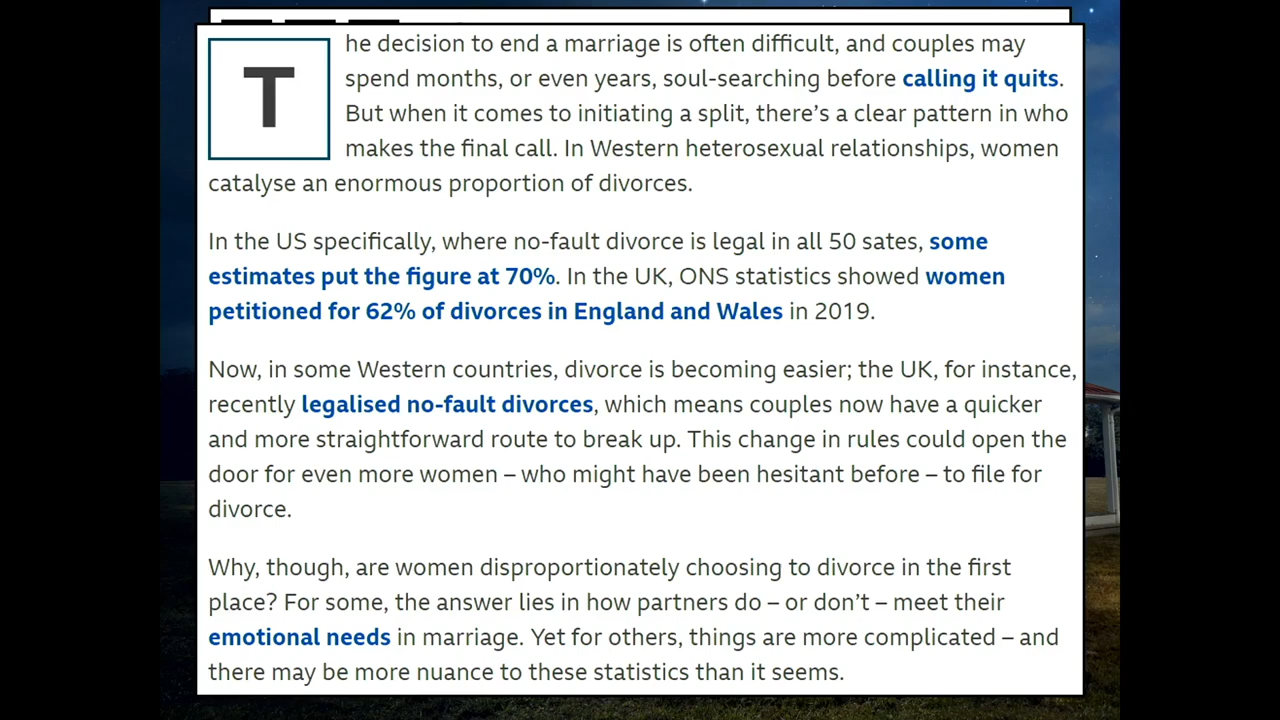 The decision to end a marriage is often difficult, and couples may
spend months, or even years, soul-searching before calling it quits.
But when it comes to initiating a split, there's a clear pattern in who
makes the final call. In Western heterosexual relationships, women
catalyse an enormous proportion of divorces.
In the US specifically, where no-fault divorce is legal in all 50 sates, some
estimates put the figure at 70%. In the UK, ONS statistics showed women
petitioned for 62% of divorces in England and Wales in 2019.
Now, in some Western countries, divorce is becoming easier; the UK, for instance,
recently legalised no-fault divorces, which means couples now have a quicker
and more straightforward route to break up. This change in rules could open the
door for even more women – who might have been hesitant before – to file for
divorce.
Why, though, are women disproportionately choosing to divorce in the first
place? For some, the answer lies in how partners do – or don't – meet their
emotional needs in marriage. Yet for others, things are more complicated – and
there may be more nuance to these statistics than it seems.